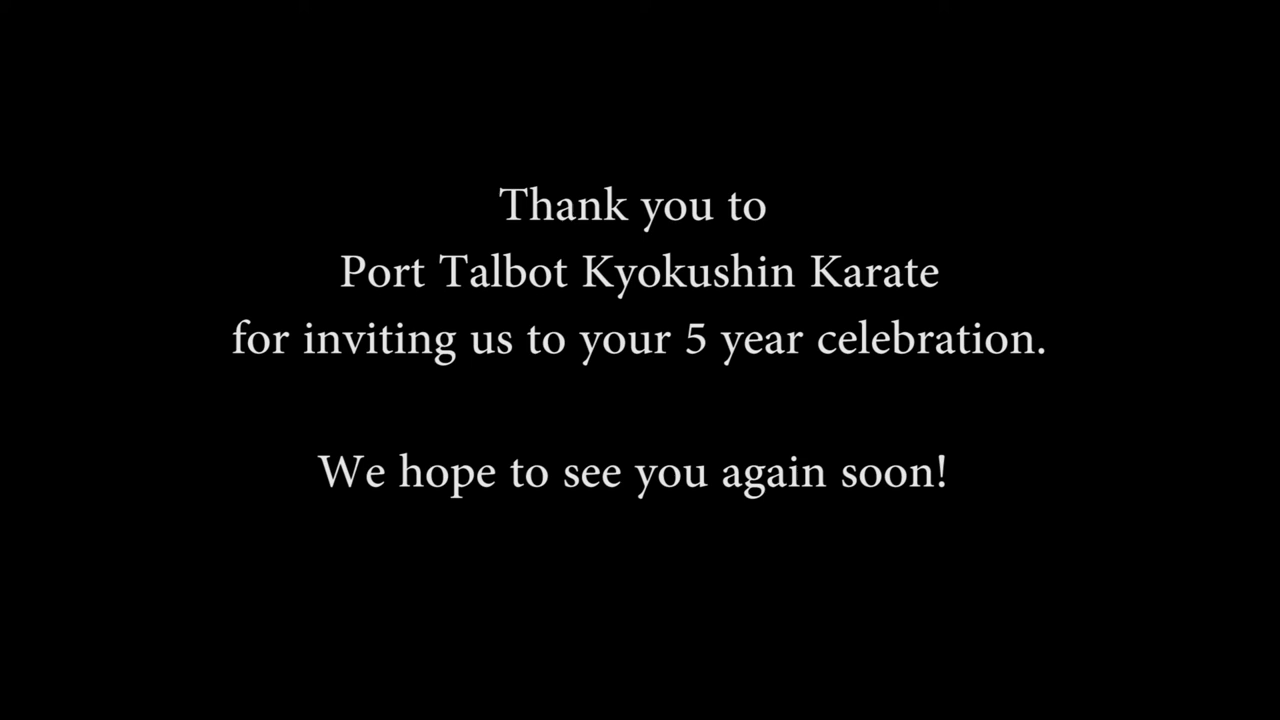 Thank you to
Port Talbot Kyokushin Karate
for inviting us to your 5 year celebration.
We hope to see you again soon!